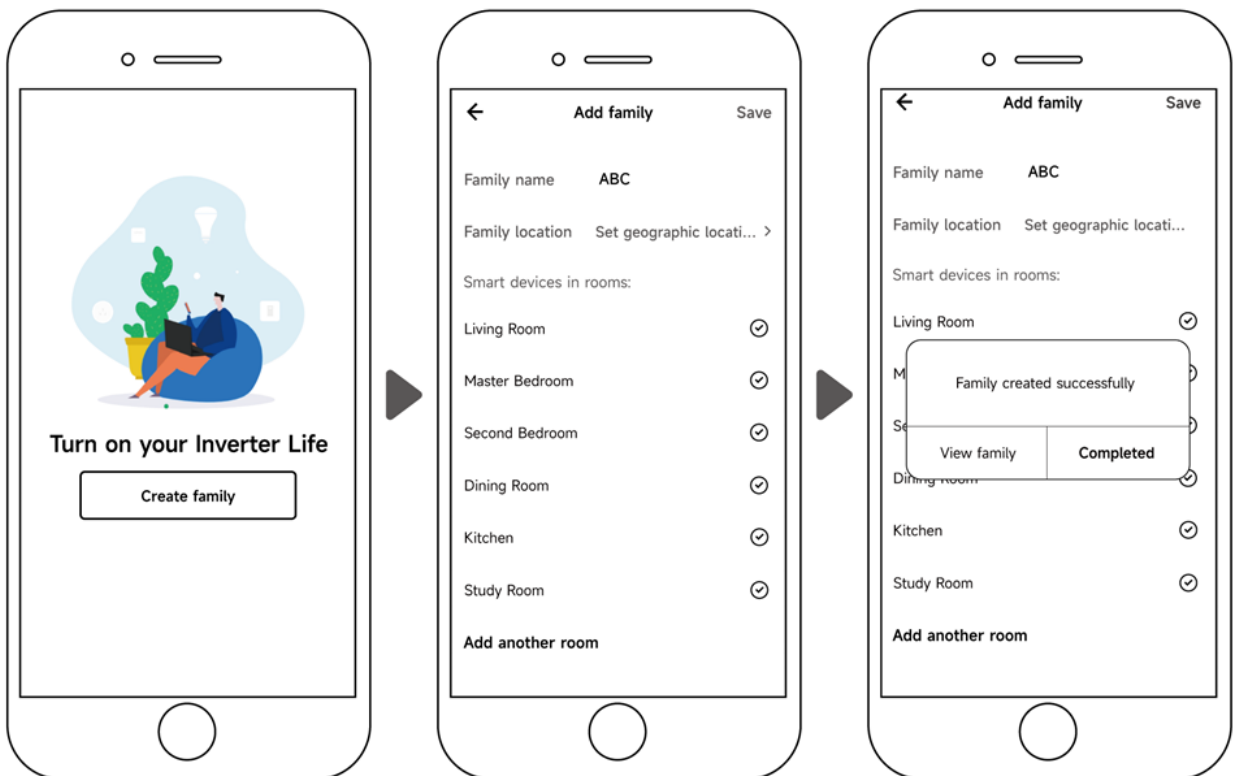 Turn on your Inverter Life
Create family
Add family Save
Family name ABC
Family location Set geographic locati... >
Smart devices in rooms:
Living Room
Master Bedroom
Second Bedroom
Dining Room
Kitchen
Study Room
Add another room
Add family Save
Family name ABC
Family location Set geographic locati...
Smart devices in rooms:
Living Room
M
Family created successfully
Se
View family Completed
Dining Room
Kitchen
Study Room
Add another room